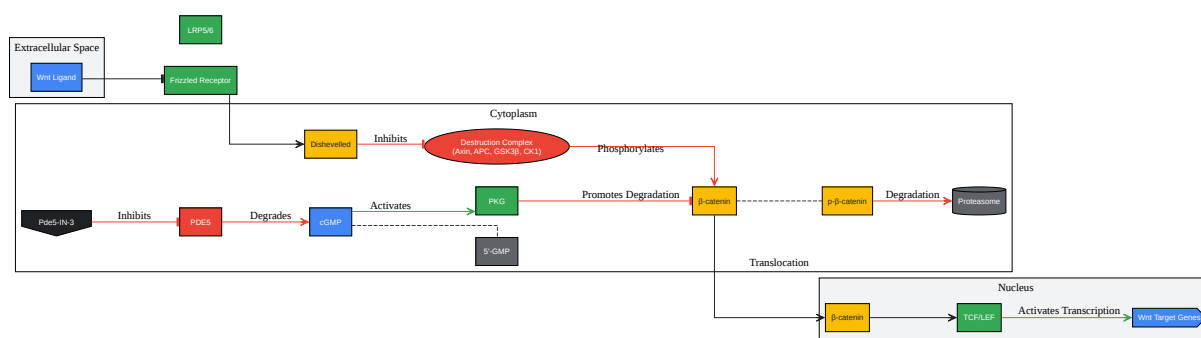 LRP5/6
Extracellular Space
Wnt Ligand
Frizzled Receptor
Cytoplasm
Dishevelled
Inhibits
Destruction Complex
(Axin, APC, GSK3β, CK1)
Phosphorylates
Pde5-IN-3
Inhibits
PDE5
Degrades
cGMP
Activates
PKG
Promotes Degradation
β-catenin
p-β-catenin
Degradation
Proteasome
5'-GMP
Translocation
Nucleus
β-catenin
TCF/LEF
Activates Transcription
Wnt Target Genes